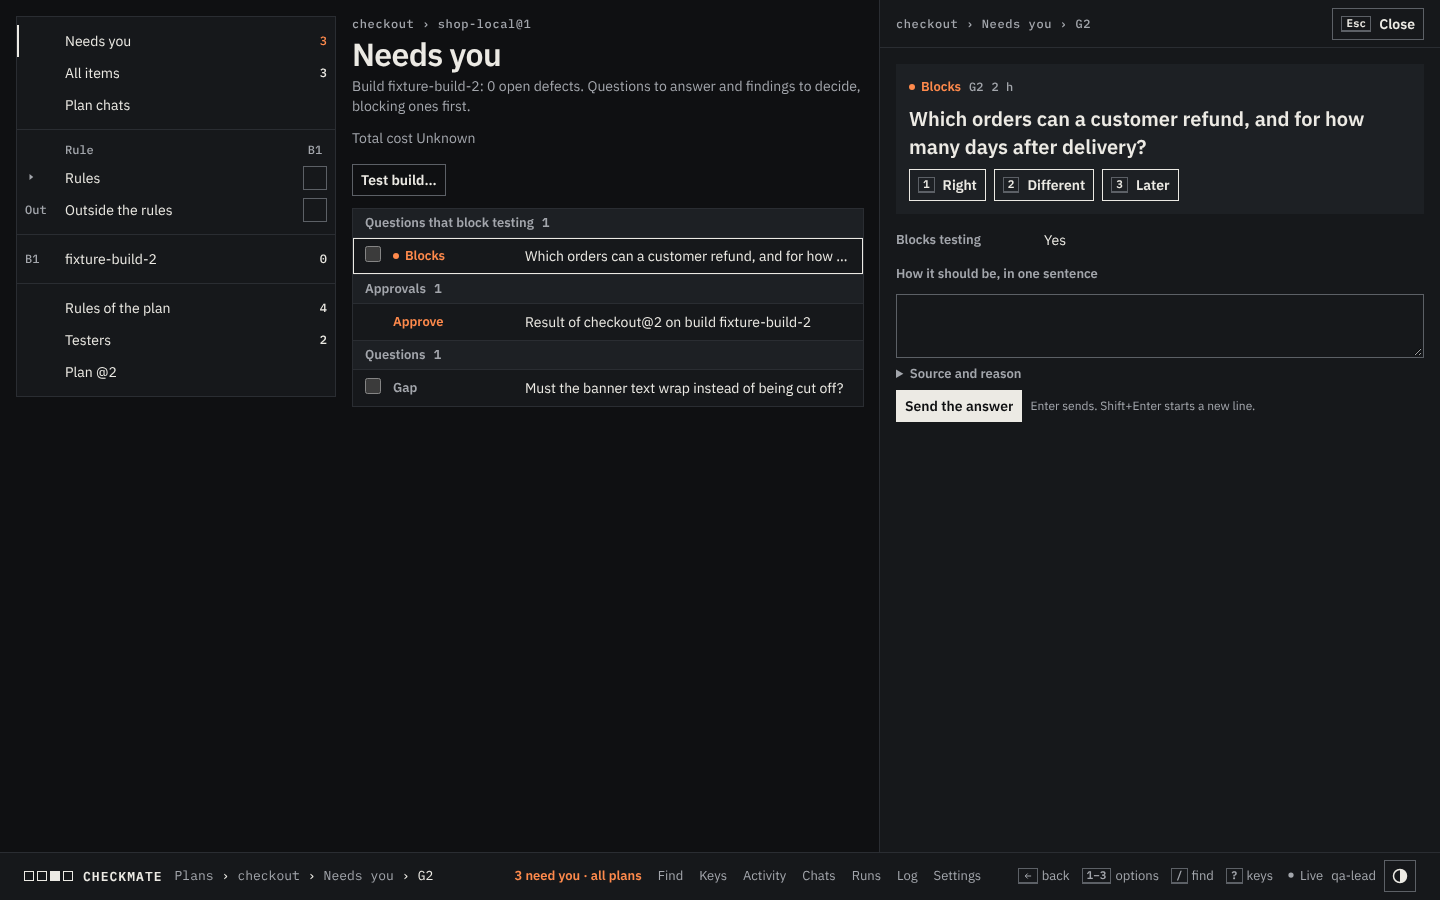 Needs you 3
All items 3
Plan chats
Rule B1
Rules
Out Outside the rules
B1 fixture-build-2 0
Rules of the plan 4
Testers 2
Plan @2
checkout › shop-local@1
Needs you
Build fixture-build-2: 0 open defects. Questions to answer and findings to decide,
blocking ones first.
Total cost Unknown
Test build...
Questions that block testing 1
Blocks Which orders can a customer refund, and for how ...
Approvals 1
Approve Result of checkout@2 on build fixture-build-2
Questions 1
Gap Must the banner text wrap instead of being cut off?
checkout › Needs you › G2
Esc Close
Blocks G2 2 h
Which orders can a customer refund, and for how
many days after delivery?
1 Right 2 Different 3 Later
Blocks testing Yes
How it should be, in one sentence
Source and reason
Send the answer Enter sends. Shift+Enter starts a new line.
CHECKMATE Plans › checkout › Needs you › G2
3 need you · all plans Find Keys Activity Chats Runs Log Settings
← back 1–3 options / find ? keys Live qa-lead